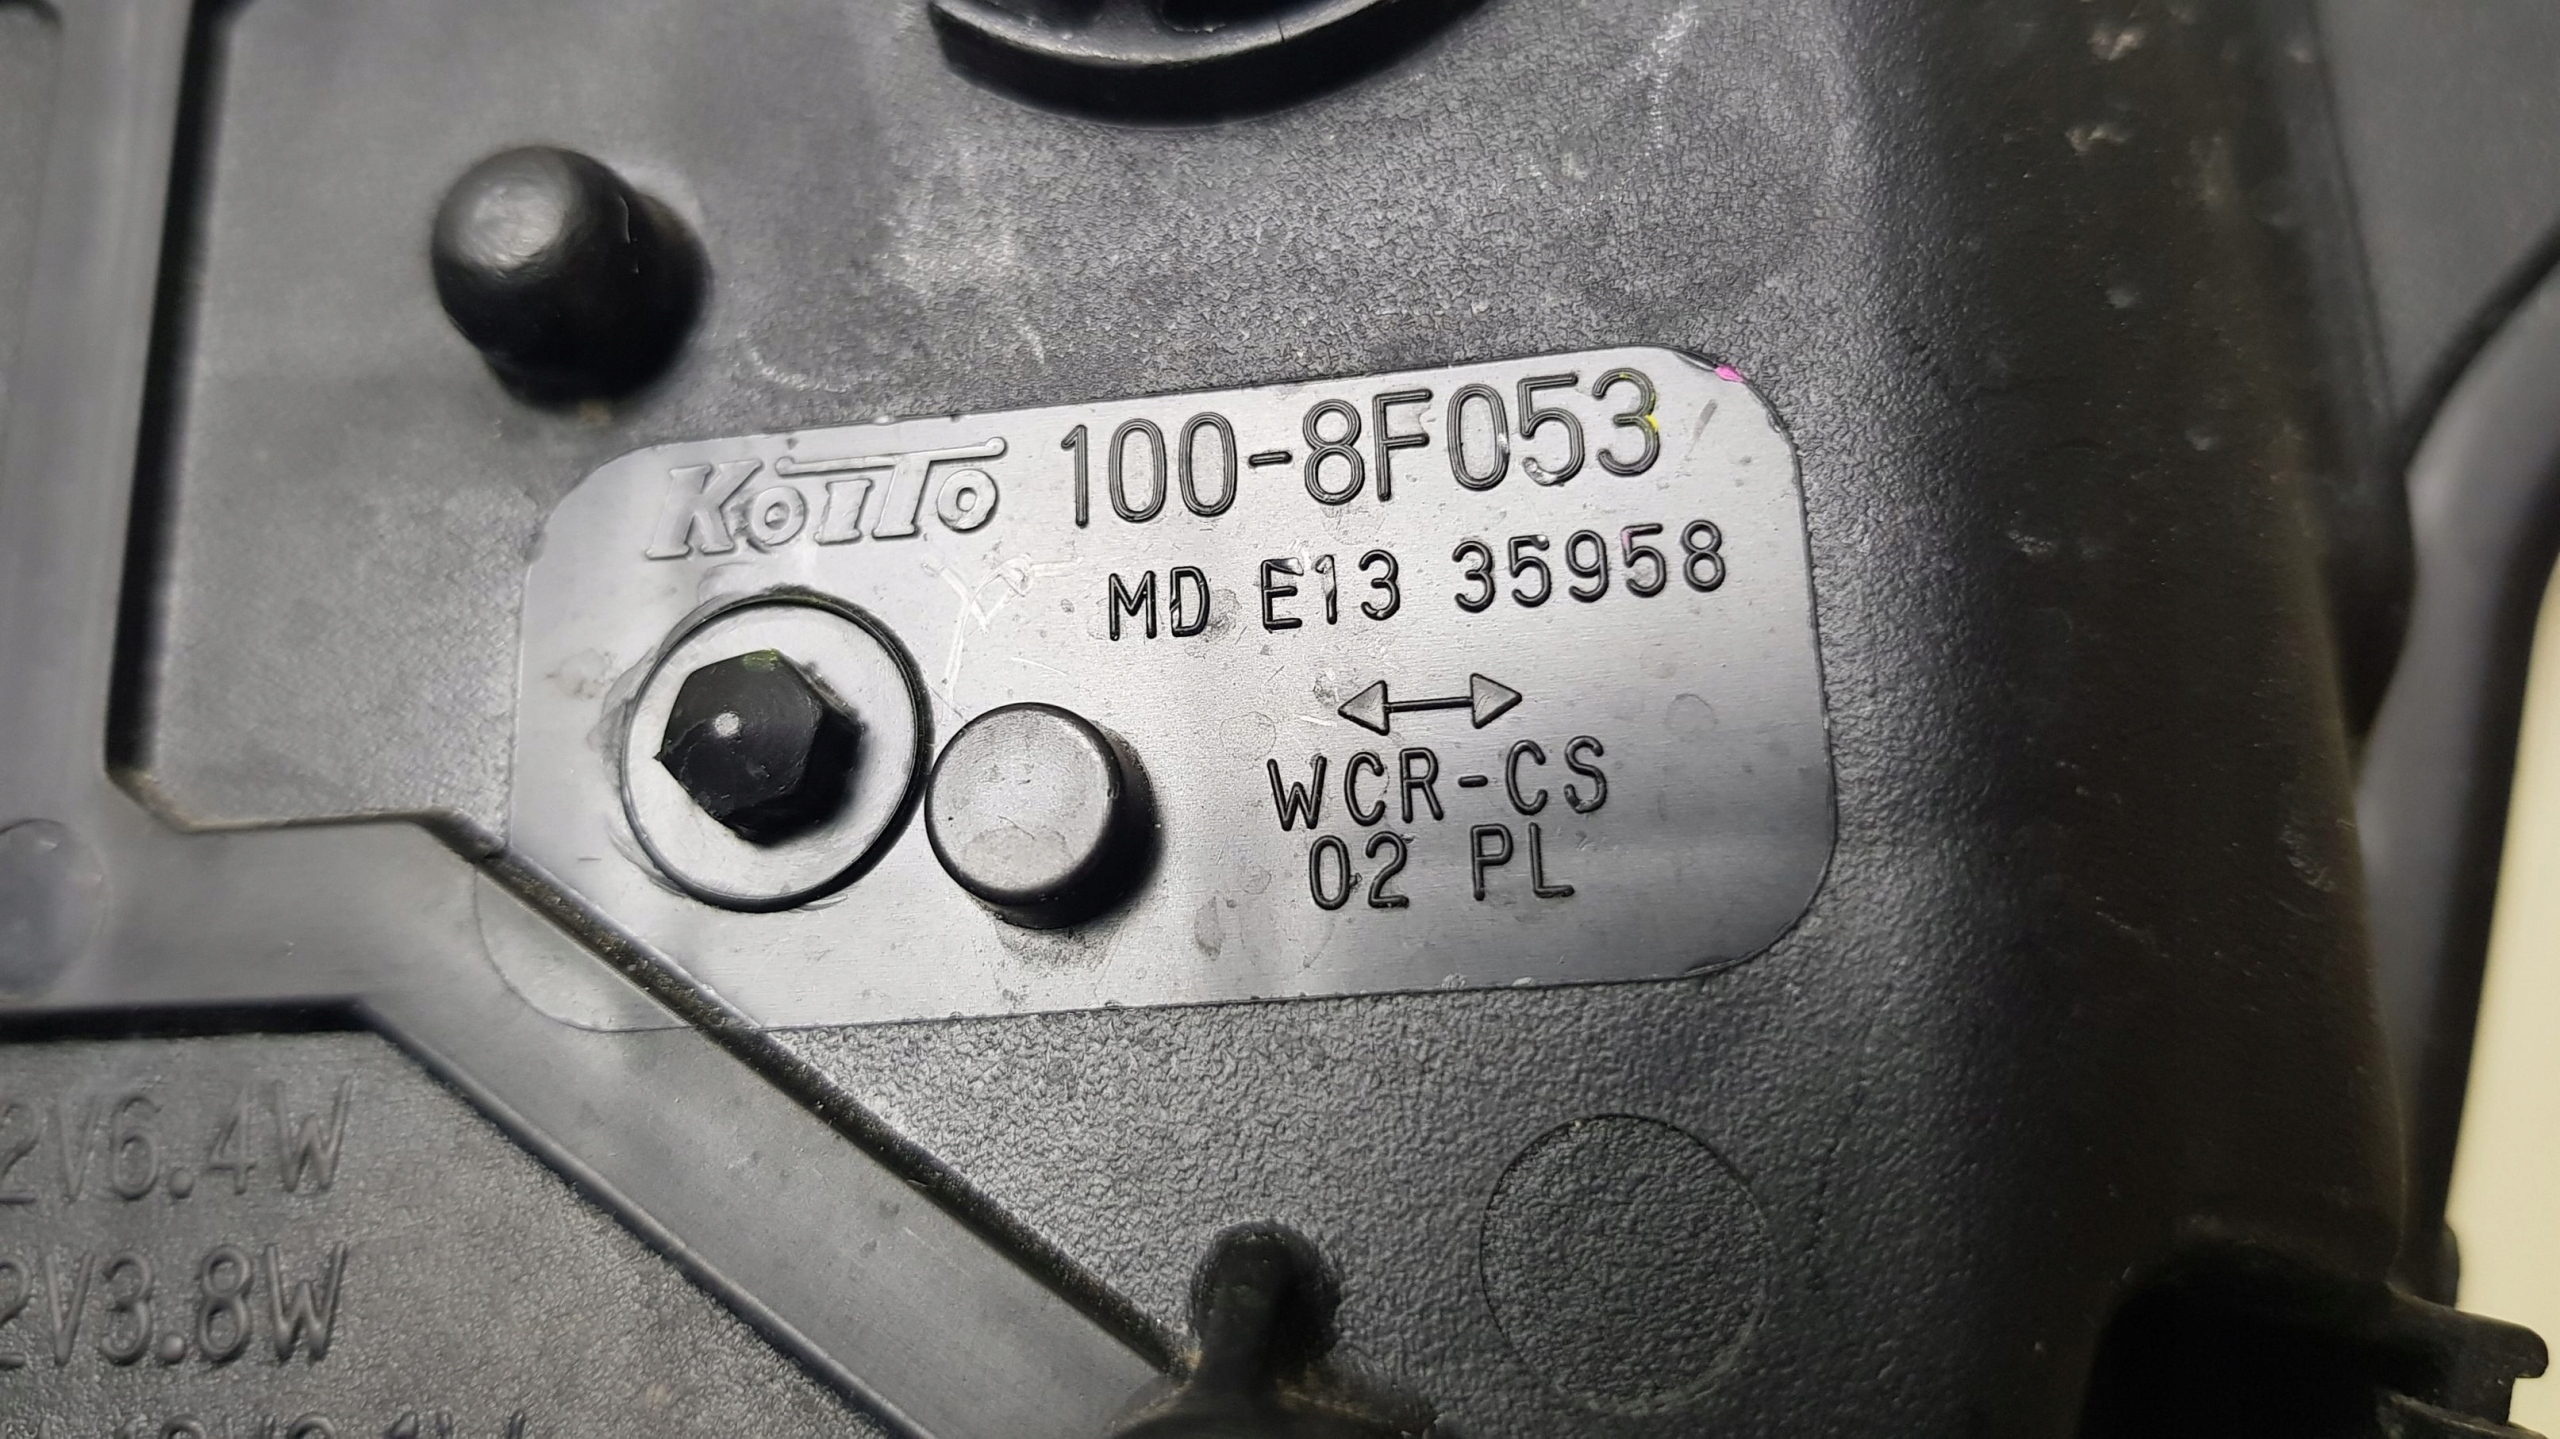 KOITO 100-8F053
MD E13 35958
WCR-CS
02 PL
2V6.4W
2V3.8W